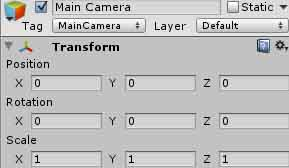 Main Camera Static
Tag MainCamera Layer Default
Transform
Position
X 0 Y 0 Z 0
Rotation
X 0 Y 0 Z 0
Scale
X 1 Y 1 Z 1